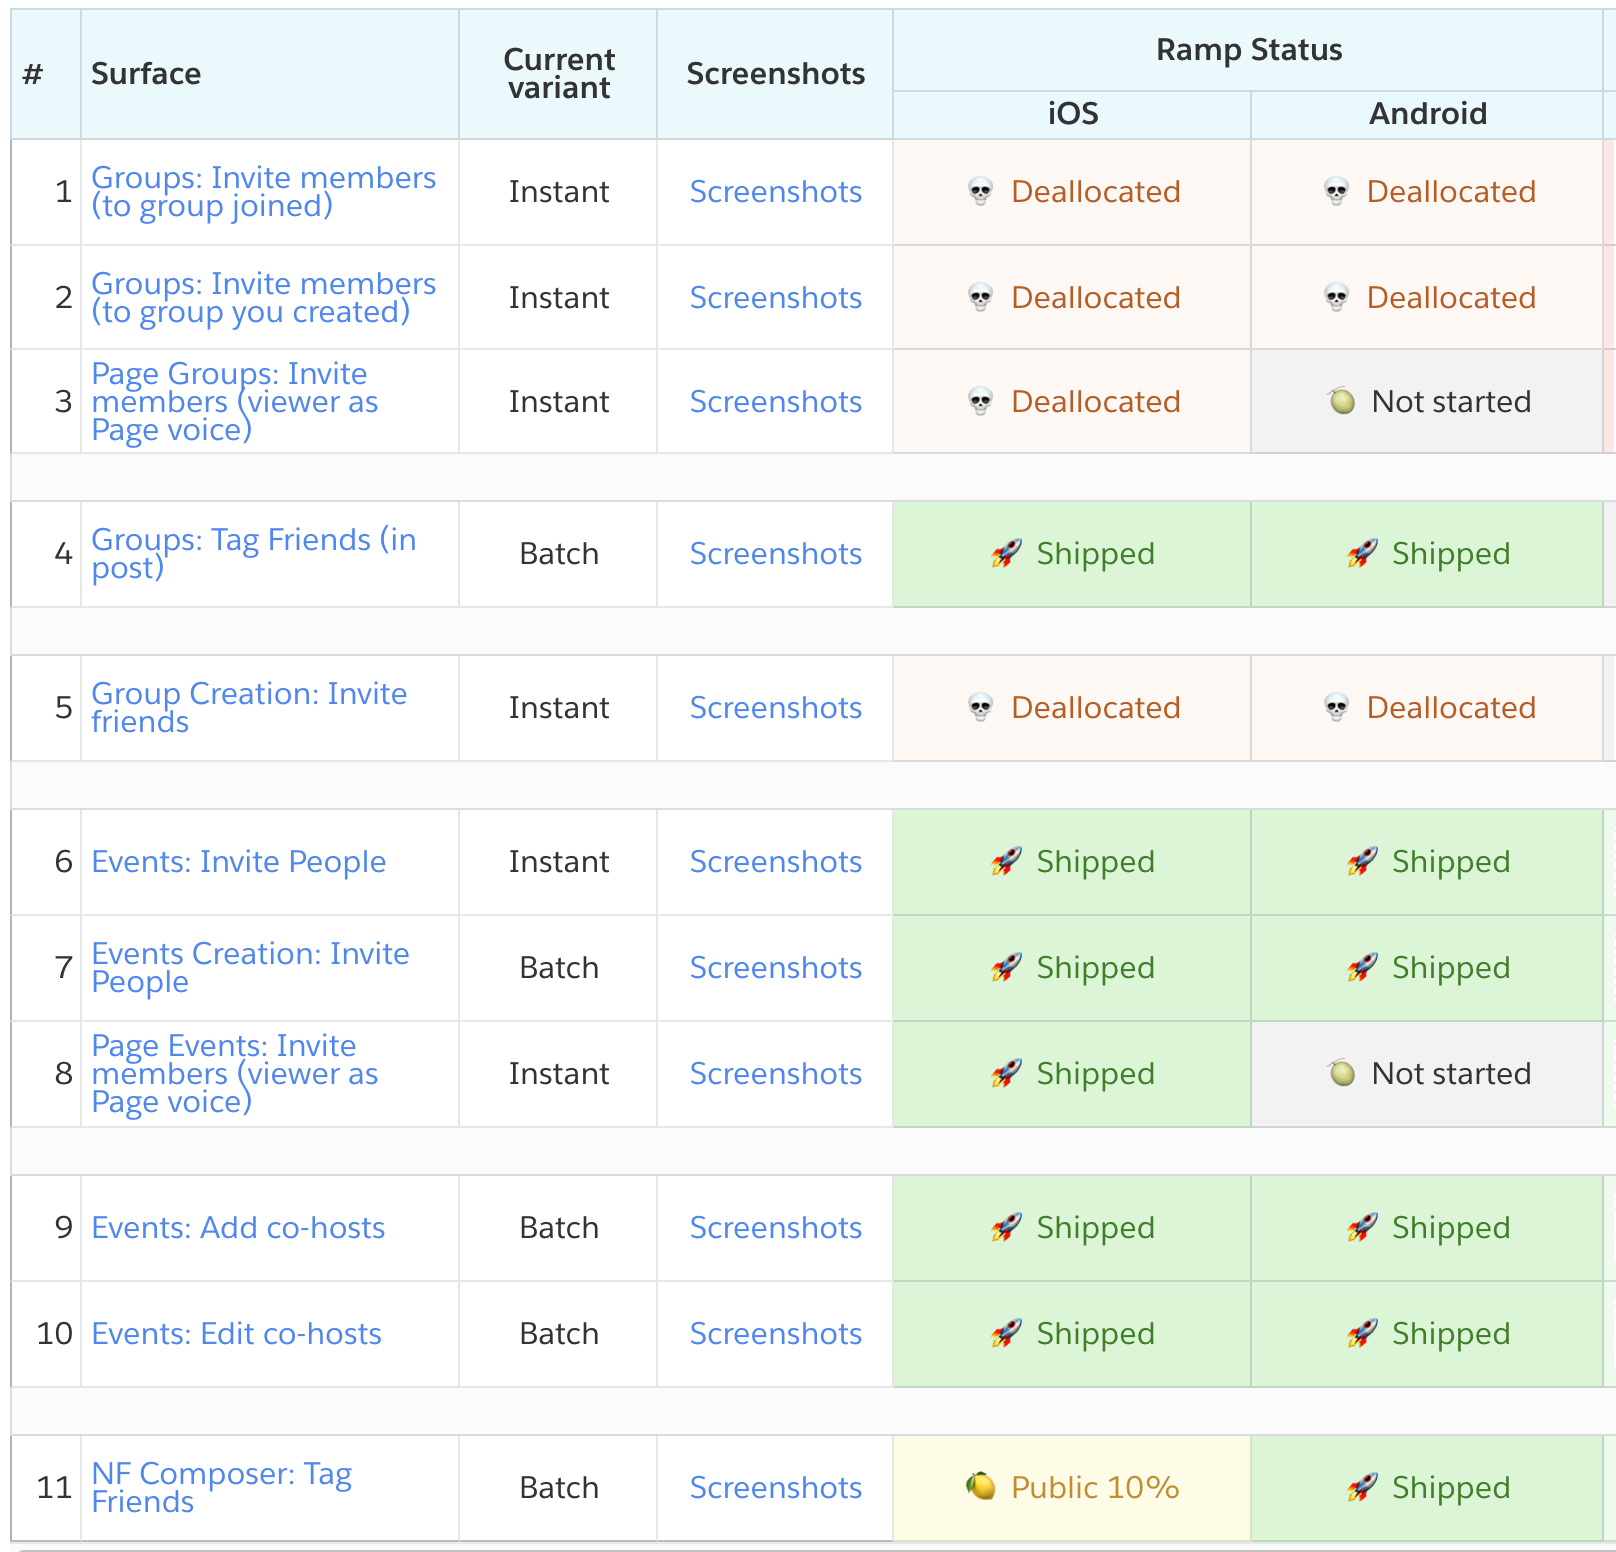 # Surface Current variant Screenshots Ramp Status
iOS Android
1 Groups: Invite members (to group joined) Instant Screenshots 💀 Deallocated 💀 Deallocated
2 Groups: Invite members (to group you created) Instant Screenshots 💀 Deallocated 💀 Deallocated
3 Page Groups: Invite members (viewer as Page voice) Instant Screenshots 💀 Deallocated 🍈 Not started
4 Groups: Tag Friends (in post) Batch Screenshots 🚀 Shipped 🚀 Shipped
5 Group Creation: Invite friends Instant Screenshots 💀 Deallocated 💀 Deallocated
6 Events: Invite People Instant Screenshots 🚀 Shipped 🚀 Shipped
7 Events Creation: Invite People Batch Screenshots 🚀 Shipped 🚀 Shipped
8 Page Events: Invite members (viewer as Page voice) Instant Screenshots 🚀 Shipped 🍈 Not started
9 Events: Add co-hosts Batch Screenshots 🚀 Shipped 🚀 Shipped
10 Events: Edit co-hosts Batch Screenshots 🚀 Shipped 🚀 Shipped
11 NF Composer: Tag Friends Batch Screenshots 🍋 Public 10% 🚀 Shipped